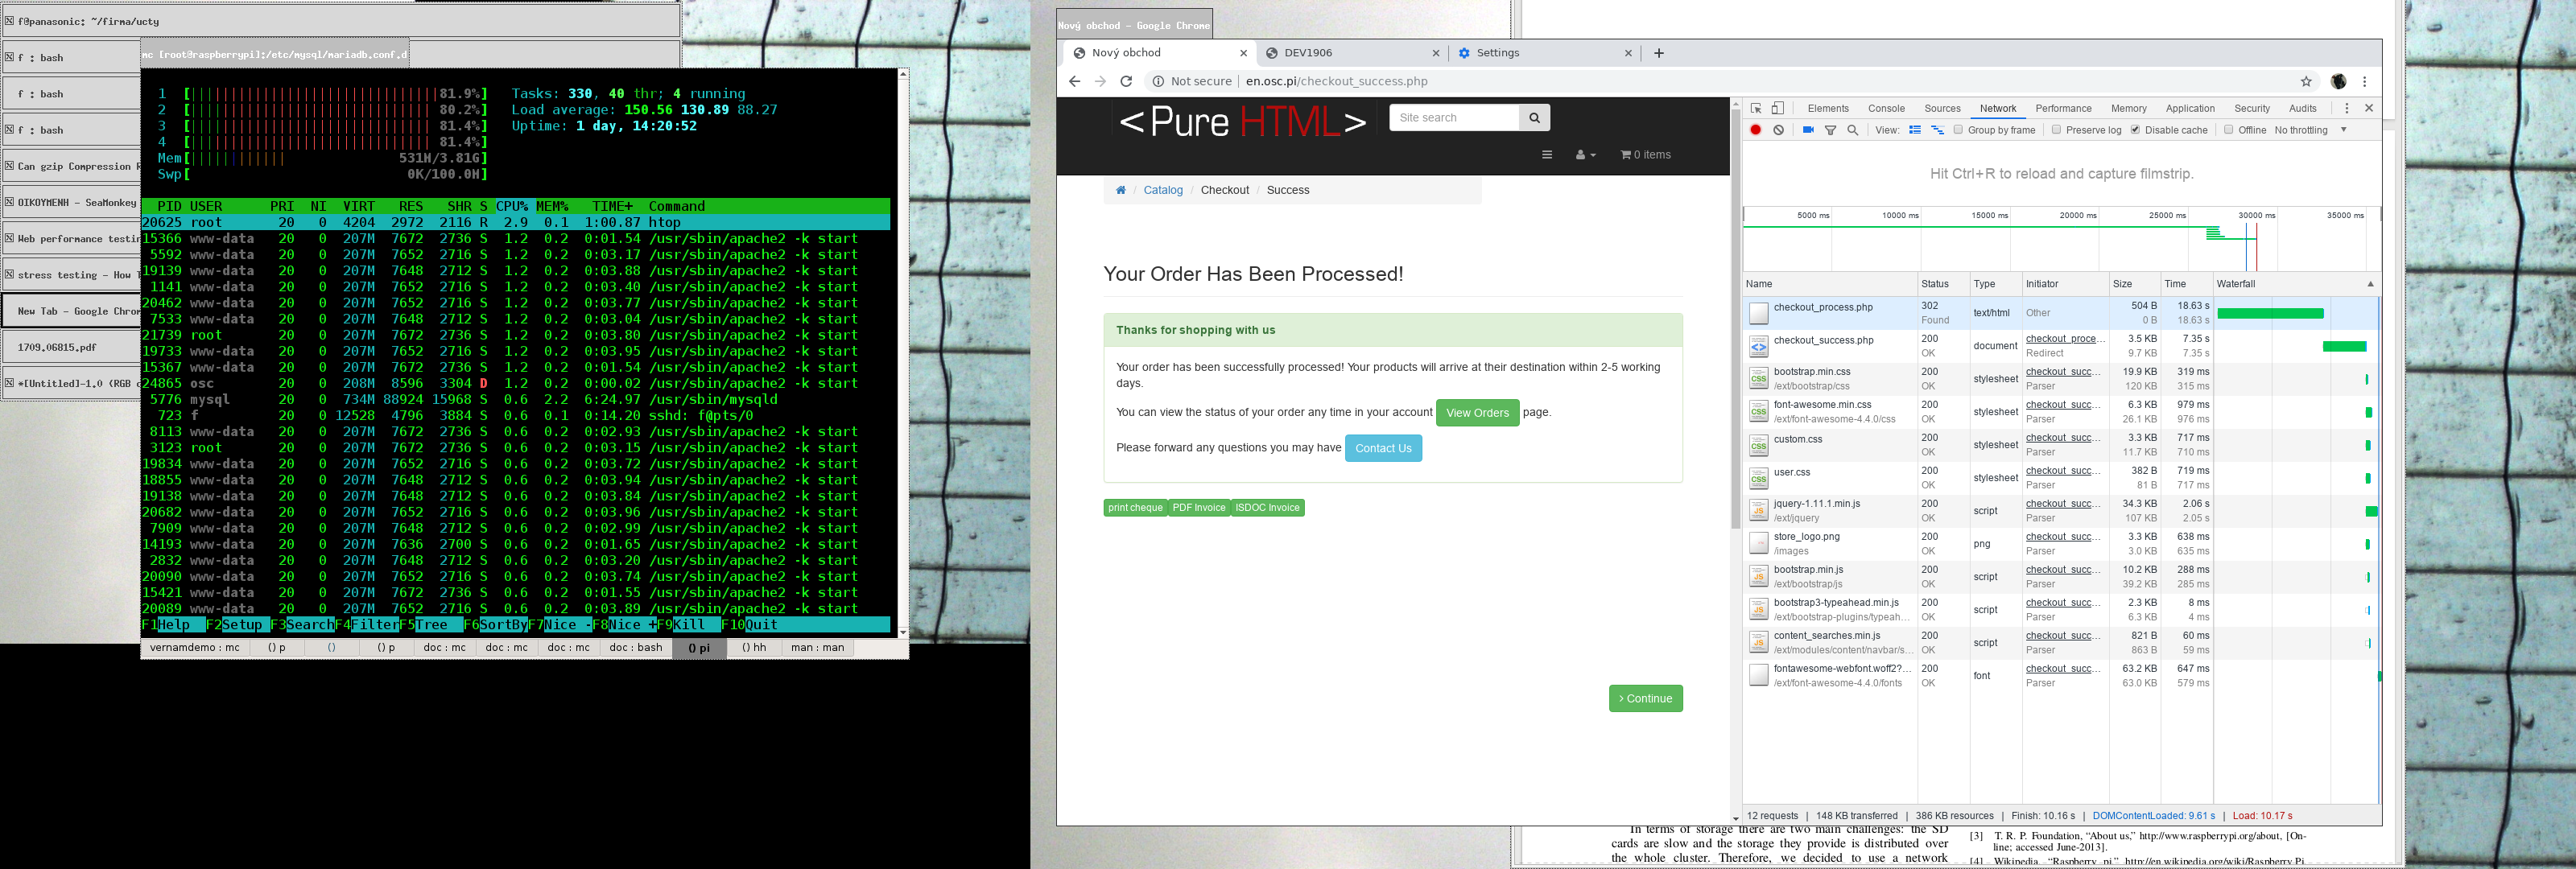 f@panasonic: ~/firma/ucty
f : bash
f : bash
f : bash
Can gzip Compression R
OIKOYMENH - SeaMonkey
Web performance testin
stress testing - How T
New Tab - Google Chrom
1709.06815.pdf
*[Untitled]-1.0 (RGB c
mc [root@raspberrypi]:/etc/mysql/mariadb.conf.d
1 [81.9%] Tasks: 330, 40 thr; 4 running
2 [80.2%] Load average: 150.56 130.89 88.27
3 [81.4%] Uptime: 1 day, 14:20:52
4 [81.4%]
Mem[531M/3.81G]
Swp[0K/100.0M]
PID USER PRI NI VIRT RES SHR S CPU% MEM% TIME+ Command
20625 root 20 0 4204 2972 2116 R 2.9 0.1 1:00.87 htop
15366 www-data 20 0 207M 7672 2736 S 1.2 0.2 0:01.54 /usr/sbin/apache2 -k start
5592 www-data 20 0 207M 7652 2716 S 1.2 0.2 0:03.17 /usr/sbin/apache2 -k start
19139 www-data 20 0 207M 7648 2712 S 1.2 0.2 0:03.88 /usr/sbin/apache2 -k start
1141 www-data 20 0 207M 7652 2716 S 1.2 0.2 0:03.40 /usr/sbin/apache2 -k start
20462 www-data 20 0 207M 7652 2716 S 1.2 0.2 0:03.77 /usr/sbin/apache2 -k start
7533 www-data 20 0 207M 7648 2712 S 1.2 0.2 0:03.04 /usr/sbin/apache2 -k start
21739 root 20 0 207M 7672 2736 S 1.2 0.2 0:03.80 /usr/sbin/apache2 -k start
19733 www-data 20 0 207M 7652 2716 S 1.2 0.2 0:03.95 /usr/sbin/apache2 -k start
15367 www-data 20 0 207M 7652 2716 S 1.2 0.2 0:01.54 /usr/sbin/apache2 -k start
24865 osc 20 0 208M 8596 3304 D 1.2 0.2 0:00.02 /usr/sbin/apache2 -k start
5776 mysql 20 0 734M 88924 15968 S 0.6 2.2 6:24.97 /usr/sbin/mysqld
723 f 20 0 12528 4796 3884 S 0.6 0.1 0:14.20 sshd: f@pts/0
8113 www-data 20 0 207M 7672 2736 S 0.6 0.2 0:02.93 /usr/sbin/apache2 -k start
3123 root 20 0 207M 7672 2736 S 0.6 0.2 0:03.15 /usr/sbin/apache2 -k start
19834 www-data 20 0 207M 7652 2716 S 0.6 0.2 0:03.72 /usr/sbin/apache2 -k start
18855 www-data 20 0 207M 7648 2712 S 0.6 0.2 0:03.94 /usr/sbin/apache2 -k start
19138 www-data 20 0 207M 7648 2712 S 0.6 0.2 0:03.84 /usr/sbin/apache2 -k start
20682 www-data 20 0 207M 7652 2716 S 0.6 0.2 0:03.96 /usr/sbin/apache2 -k start
7909 www-data 20 0 207M 7648 2712 S 0.6 0.2 0:02.99 /usr/sbin/apache2 -k start
14193 www-data 20 0 207M 7636 2700 S 0.6 0.2 0:01.65 /usr/sbin/apache2 -k start
2832 www-data 20 0 207M 7648 2712 S 0.6 0.2 0:03.20 /usr/sbin/apache2 -k start
20090 www-data 20 0 207M 7652 2716 S 0.6 0.2 0:03.74 /usr/sbin/apache2 -k start
15421 www-data 20 0 207M 7672 2736 S 0.6 0.2 0:01.55 /usr/sbin/apache2 -k start
20089 www-data 20 0 207M 7652 2716 S 0.6 0.2 0:03.89 /usr/sbin/apache2 -k start
F1Help F2Setup F3SearchF4FilterF5Tree F6SortByF7Nice -F8Nice +F9Kill F10Quit
vernamdemo : mc () p () () p doc : mc doc : mc doc : mc doc : bash () pi () hh man : man
Nový obchod - Google Chrome
Nový obchod DEV1906 Settings
Not secure en.osc.pi/checkout_success.php
<Pure HTML> Site search
0 items
/ Catalog / Checkout / Success
Your Order Has Been Processed!
Thanks for shopping with us
Your order has been successfully processed! Your products will arrive at their destination within 2-5 working
days.
You can view the status of your order any time in your account View Orders page.
Please forward any questions you may have Contact Us
print cheque PDF Invoice ISDOC Invoice
Continue
Elements Console Sources Network Performance Memory Application Security Audits
View: Group by frame Preserve log Disable cache Offline No throttling
Hit Ctrl+R to reload and capture filmstrip.
5000 ms 10000 ms 15000 ms 20000 ms 25000 ms 30000 ms 35000 ms
Name Status Type Initiator Size Time Waterfall
checkout_process.php 302 Found text/html Other 504 B 0 B 18.63 s 18.63 s
checkout_success.php 200 OK document checkout_proce... Redirect 3.5 KB 9.7 KB 7.35 s 7.35 s
bootstrap.min.css /ext/bootstrap/css 200 OK stylesheet checkout_succ... Parser 19.9 KB 120 KB 319 ms 315 ms
font-awesome.min.css /ext/font-awesome-4.4.0/css 200 OK stylesheet checkout_succ... Parser 6.3 KB 26.1 KB 979 ms 976 ms
custom.css 200 OK stylesheet checkout_succ... Parser 3.3 KB 11.7 KB 717 ms 710 ms
user.css 200 OK stylesheet checkout_succ... Parser 382 B 81 B 719 ms 717 ms
jquery-1.11.1.min.js /ext/jquery 200 OK script checkout_succ... Parser 34.3 KB 107 KB 2.06 s 2.05 s
store_logo.png /images 200 OK png checkout_succ... Parser 3.3 KB 3.0 KB 638 ms 635 ms
bootstrap.min.js /ext/bootstrap/js 200 OK script checkout_succ... Parser 10.2 KB 39.2 KB 288 ms 285 ms
bootstrap3-typeahead.min.js /ext/bootstrap-plugins/typeah... 200 OK script checkout_succ... Parser 2.3 KB 6.3 KB 8 ms 4 ms
content_searches.min.js /ext/modules/content/navbar/s... 200 OK script checkout_succ... Parser 821 B 863 B 60 ms 59 ms
fontawesome-webfont.woff2?... /ext/font-awesome-4.4.0/fonts 200 OK font checkout_succ... Parser 63.2 KB 63.0 KB 647 ms 579 ms
12 requests | 148 KB transferred | 386 KB resources | Finish: 10.16 s | DOMContentLoaded: 9.61 s | Load: 10.17 s
In terms of storage there are two main challenges: the SD
cards are slow and the storage they provide is distributed over
the whole cluster. Therefore, we decided to use a network
[3] T. R. P. Foundation, “About us,” http://www.raspberrypi.org/about, [On-
line; accessed June-2013].
[4] Wikipedia, “Raspberry pi,” http://en.wikipedia.org/wiki/Raspberry Pi